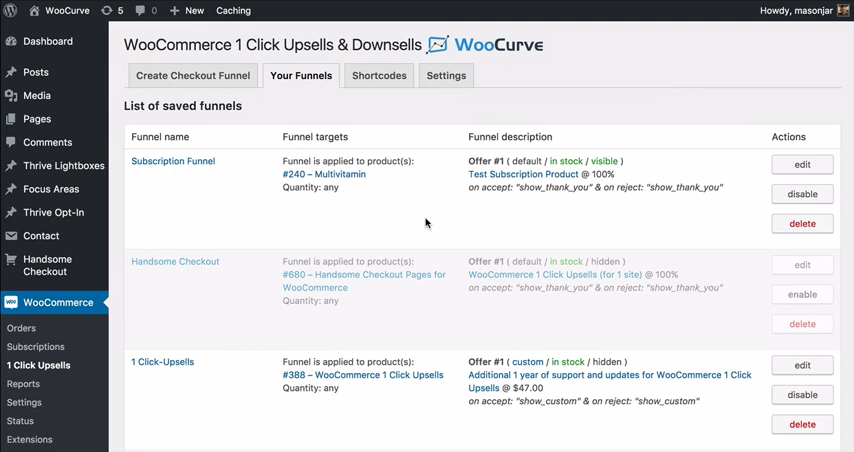 WooCurve 5 0 New Caching Howdy, masonjar
Dashboard
Posts
Media
Pages
Comments
Thrive Lightboxes
Focus Areas
Thrive Opt-In
Contact
Handsome
Checkout
woo WooCommerce
Orders
Subscriptions
1 Click Upsells
Reports
Settings
Status
Extensions
WooCommerce 1 Click Upsells & Downsells WooCurve
Create Checkout Funnel Your Funnels Shortcodes Settings
List of saved funnels
Funnel name Funnel targets Funnel description Actions
Subscription Funnel
Funnel is applied to product(s):
#240 – Multivitamin
Quantity: any
Offer #1 ( default / in stock / visible )
Test Subscription Product @ 100%
on accept: "show_thank_you" & on reject: "show_thank_you"
edit
disable
delete
Handsome Checkout
Funnel is applied to product(s):
#680 – Handsome Checkout Pages for
WooCommerce
Quantity: any
Offer #1 ( default / in stock / hidden )
WooCommerce 1 Click Upsells (for 1 site) @ 100%
on accept: "show_thank_you" & on reject: "show_thank_you"
edit
enable
delete
1 Click-Upsells
Funnel is applied to product(s):
#388 – WooCommerce 1 Click Upsells
Quantity: any
Offer #1 ( custom / in stock / hidden )
Additional 1 year of support and updates for WooCommerce 1 Click
Upsells @ $47.00
on accept: "show_custom" & on reject: "show_custom"
edit
disable
delete